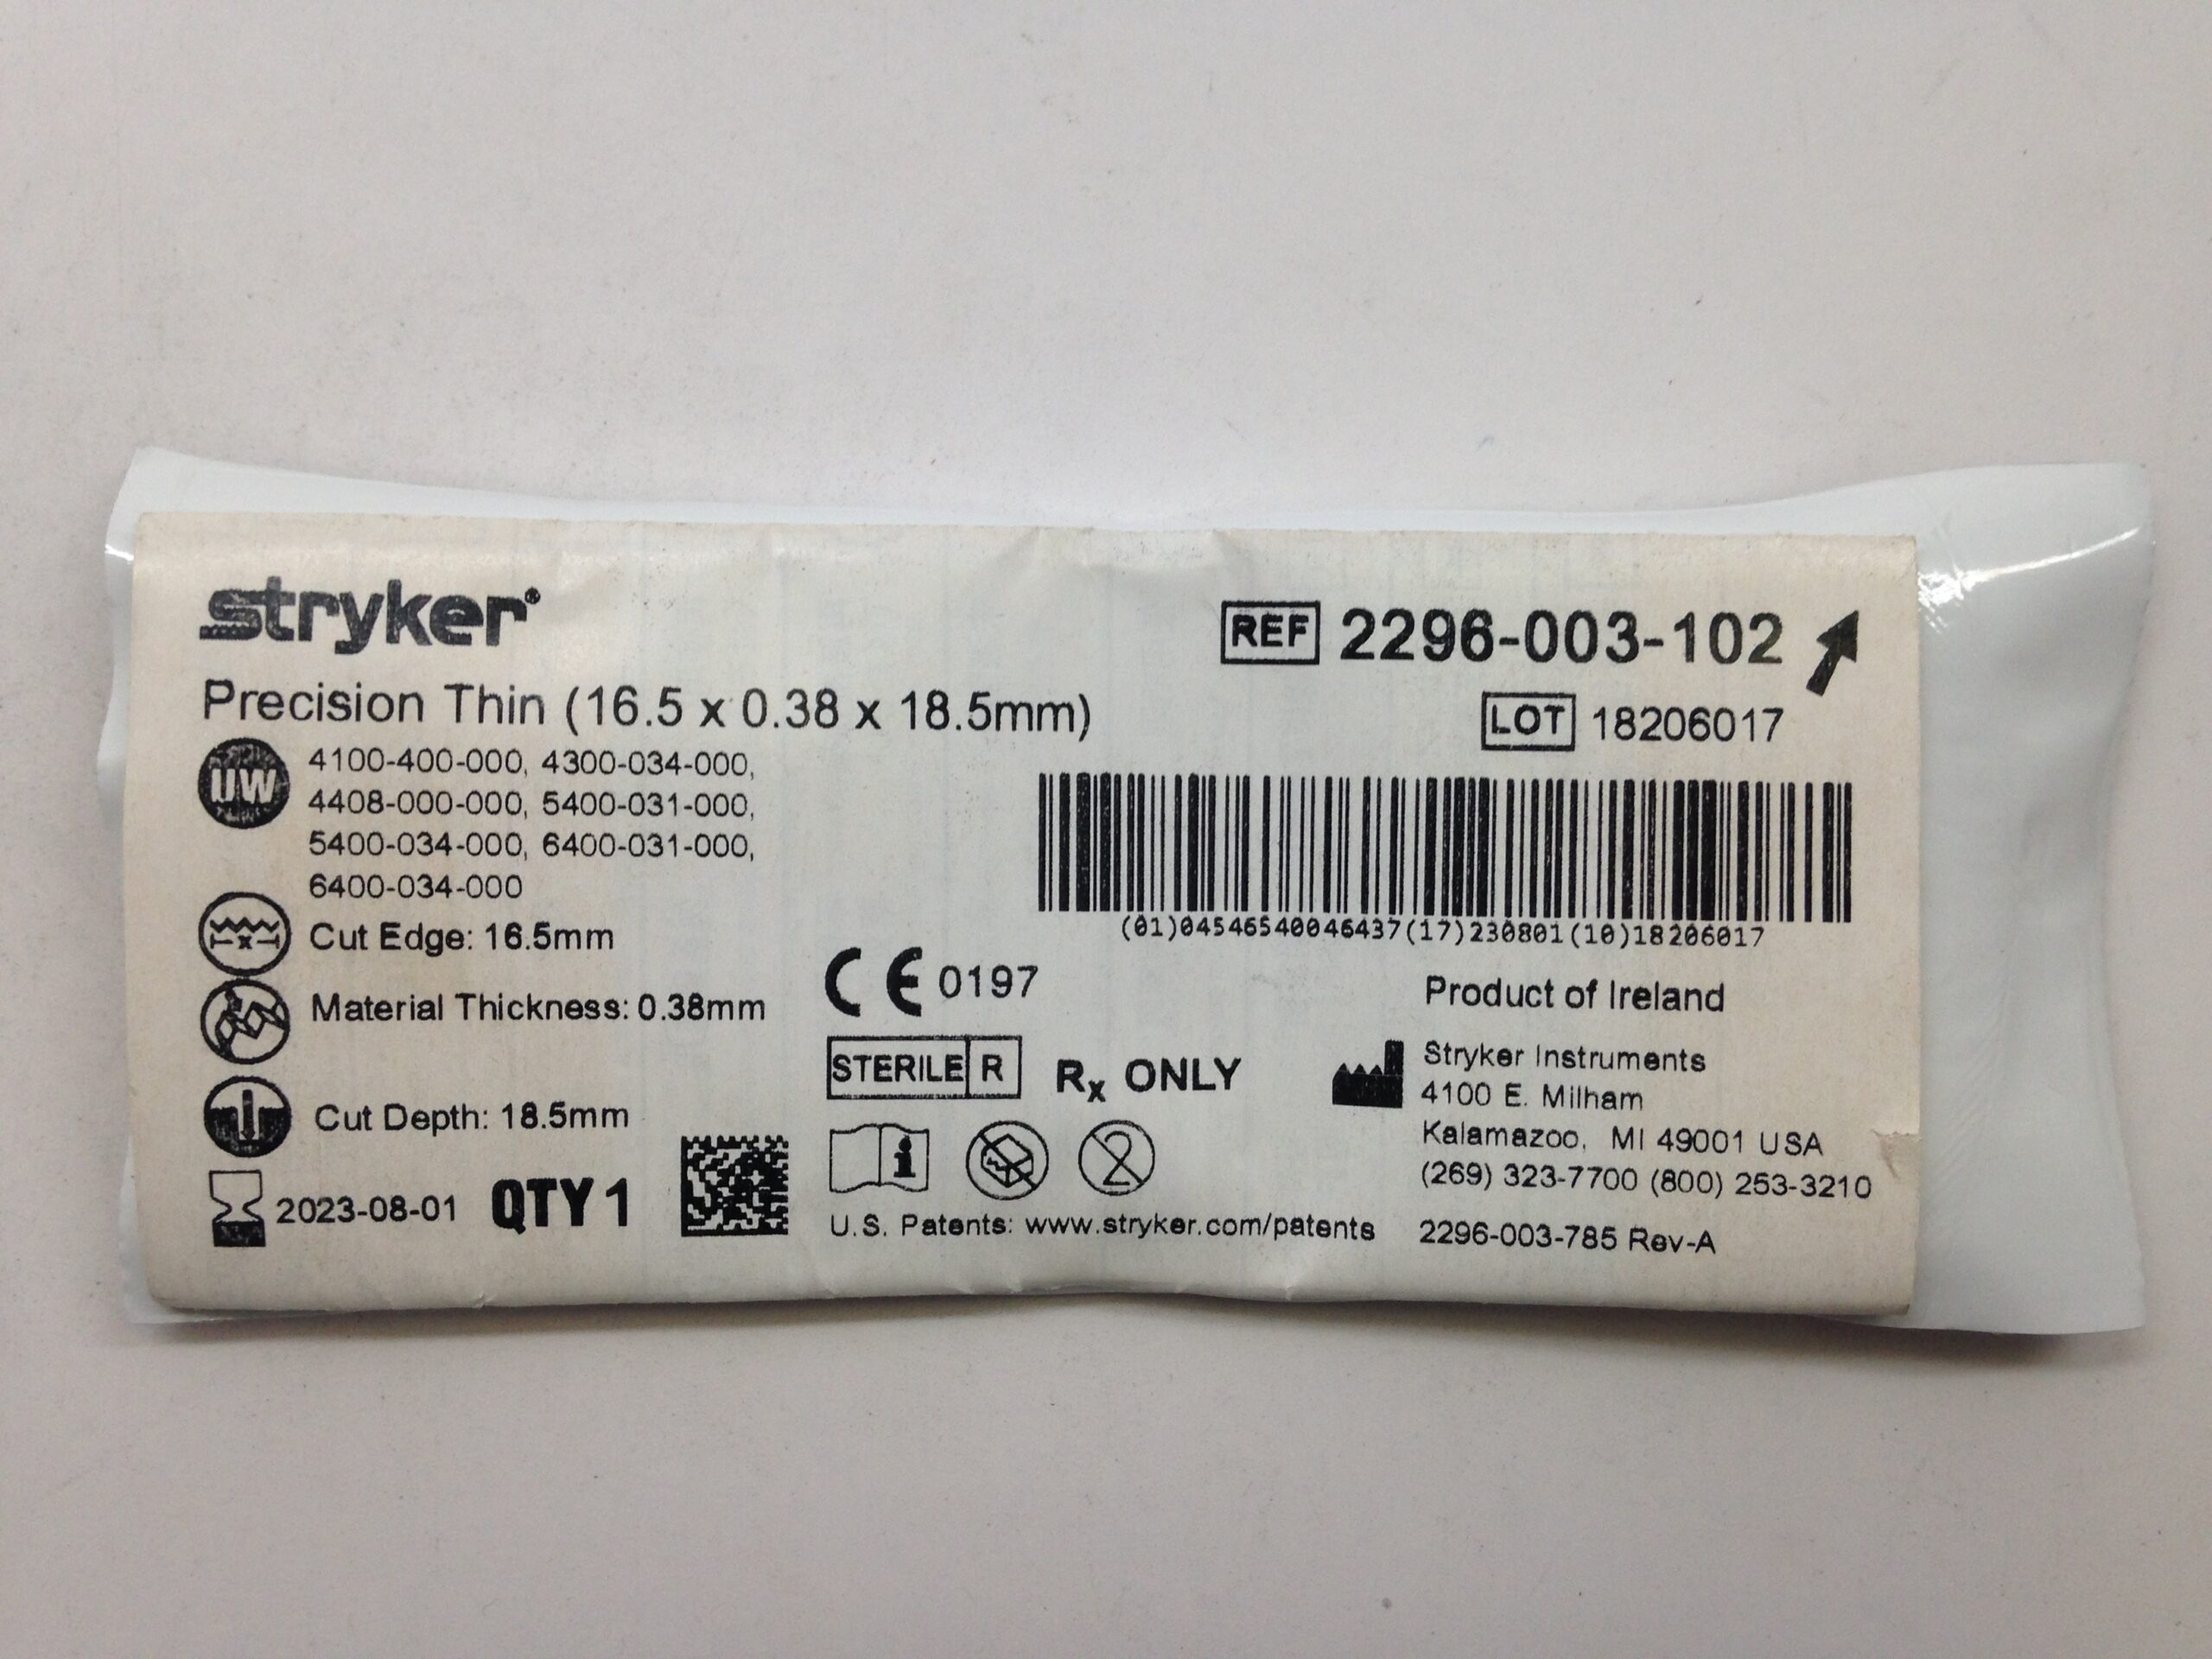 stryker
REF 2296-003-102
Precision Thin (16.5 x 0.38 x 18.5mm)
LOT 18206017
UW
4100-400-000, 4300-034-000,
4408-000-000, 5400-031-000,
5400-034-000, 6400-031-000,
6400-034-000
(01)04546540046437(17)230801(10)18206017
x
Cut Edge: 16.5mm
Material Thickness: 0.38mm
Cut Depth: 18.5mm
2023-08-01 QTY 1
CE 0197
STERILE R
Rx ONLY
i
2
U.S. Patents: www.stryker.com/patents
Product of Ireland
Stryker Instruments
4100 E. Milham
Kalamazoo, MI 49001 USA
(269) 323-7700 (800) 253-3210
2296-003-785 Rev-A